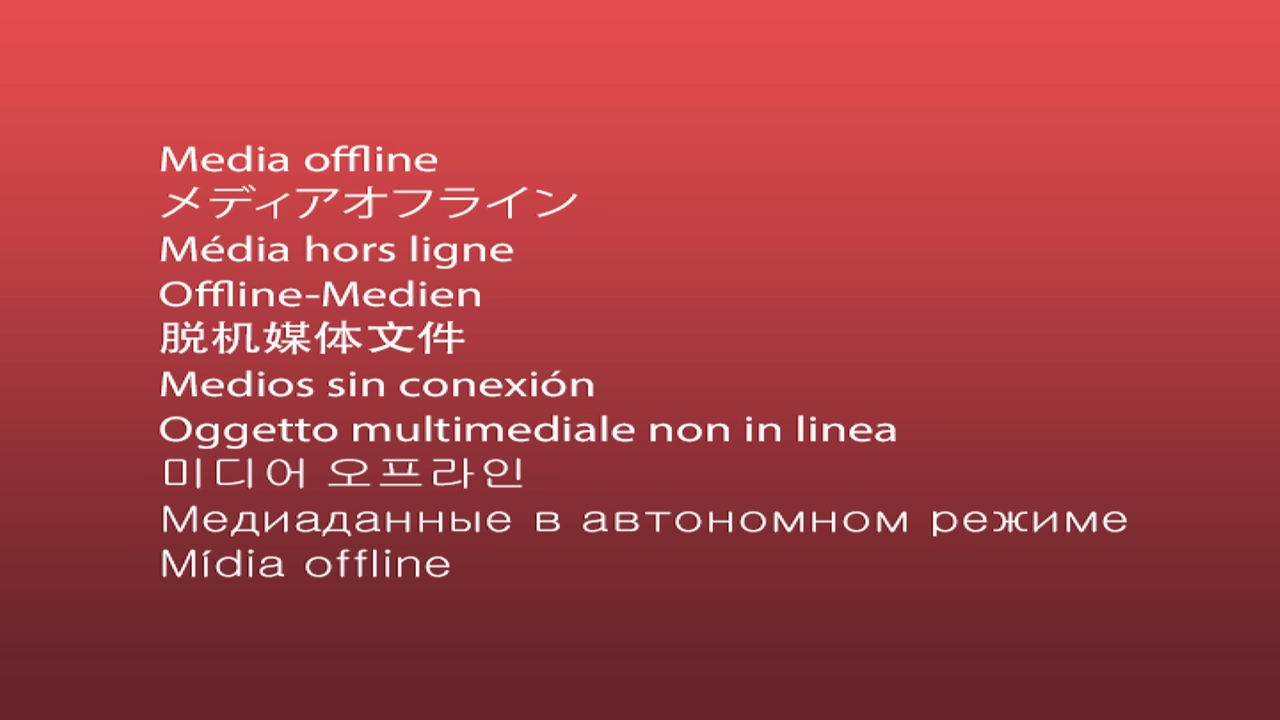 Media offline
メディアオフライン
Média hors ligne
Offline-Medien
脱机媒体文件
Medios sin conexión
Oggetto multimediale non in linea
미디어 오프라인
Медиаданные в автономном режиме
Mídia offline